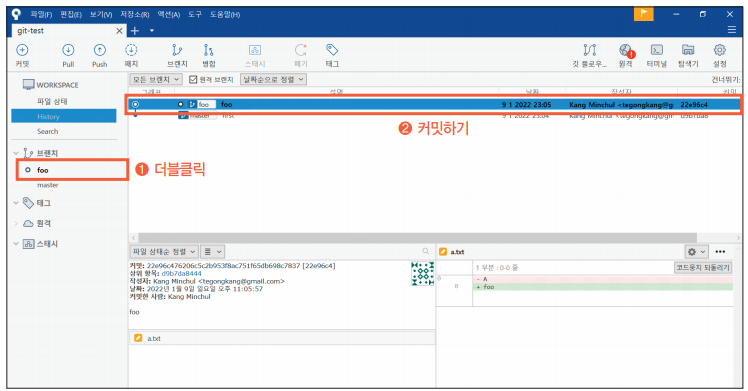 파일(F) 편집(E) 보기(V) 저장소(R) 액션(A) 도구 도움말(H)
git-test
커밋 Pull Push 패치 브랜치 병합 스태시 폐기 태그 깃 플로우... 원격 터미널 탐색기 설정
WORKSPACE
파일 상태
History
Search
브랜치
foo
master
태그
원격
스태시
모든 브랜치 원격 브랜치 날짜순으로 정렬 건너뛰기:
그래프 설명 날짜 작성자 커밋
foo foo 9 1 2022 23:05 Kang Minchul <tegongkang@g 22e96c4
master first 9 1 2022 23:04 Kang Minchul <tegongkang@gm d9b7da8
❶ 더블클릭
❷ 커밋하기
파일 상태순 정렬
커밋: 22e96c476206c5c2b953f8ac751f65db698c7837 [22e96c4]
상위 항목: d9b7da8444
작성자: Kang Minchul <tegongkang@gmail.com>
날짜: 2022년 1월 9일 일요일 오후 11:05:57
커밋한 사람: Kang Minchul
foo
a.txt
a.txt
1 부분 : 0-0 줄 코드뭉치 되돌리기
0 - A
0 + foo